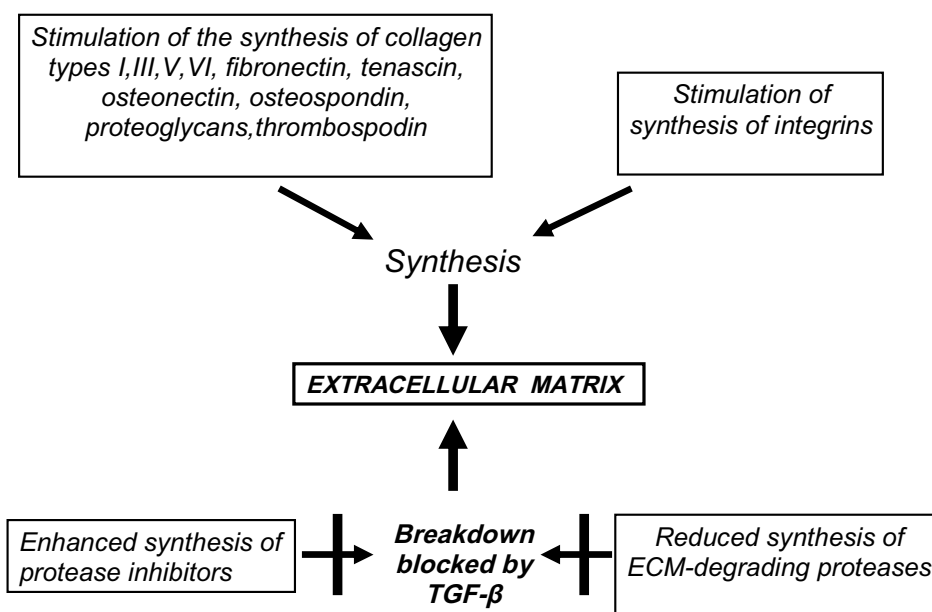 Stimulation of the synthesis of collagen
types I,III,V,VI, fibronectin, tenascin,
osteonectin, osteospondin,
proteoglycans,thrombospodin
Stimulation of
synthesis of integrins
Synthesis
EXTRACELLULAR MATRIX
Enhanced synthesis of
protease inhibitors
Breakdown
blocked by
TGF-β
Reduced synthesis of
ECM-degrading proteases